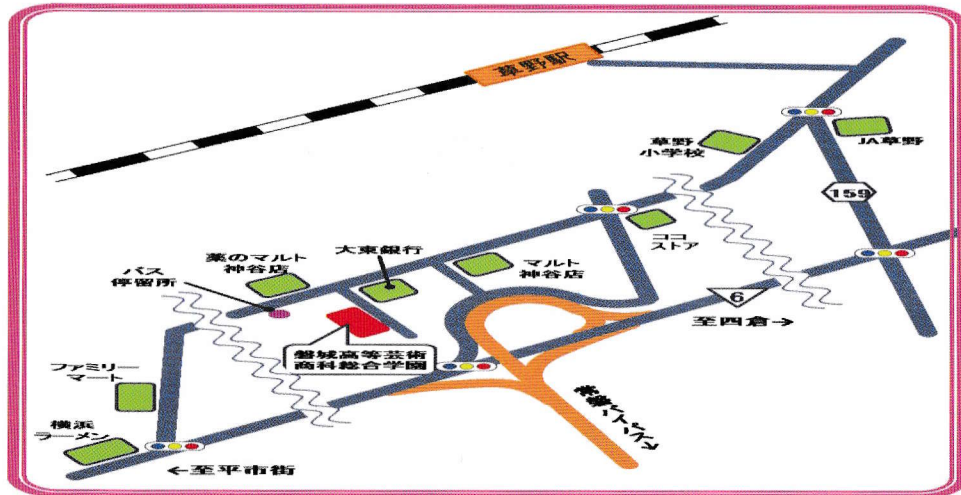 草野駅
草野
小学校
JA草野
159
ココ
ストア
大東銀行
マルト
神谷店
薬のマルト
神谷店
バス
停留所
6
至四倉→
磐城高等芸術
商科総合学園
ファミリー
マート
常磐バイパス
横浜
ラーメン
←至平市街